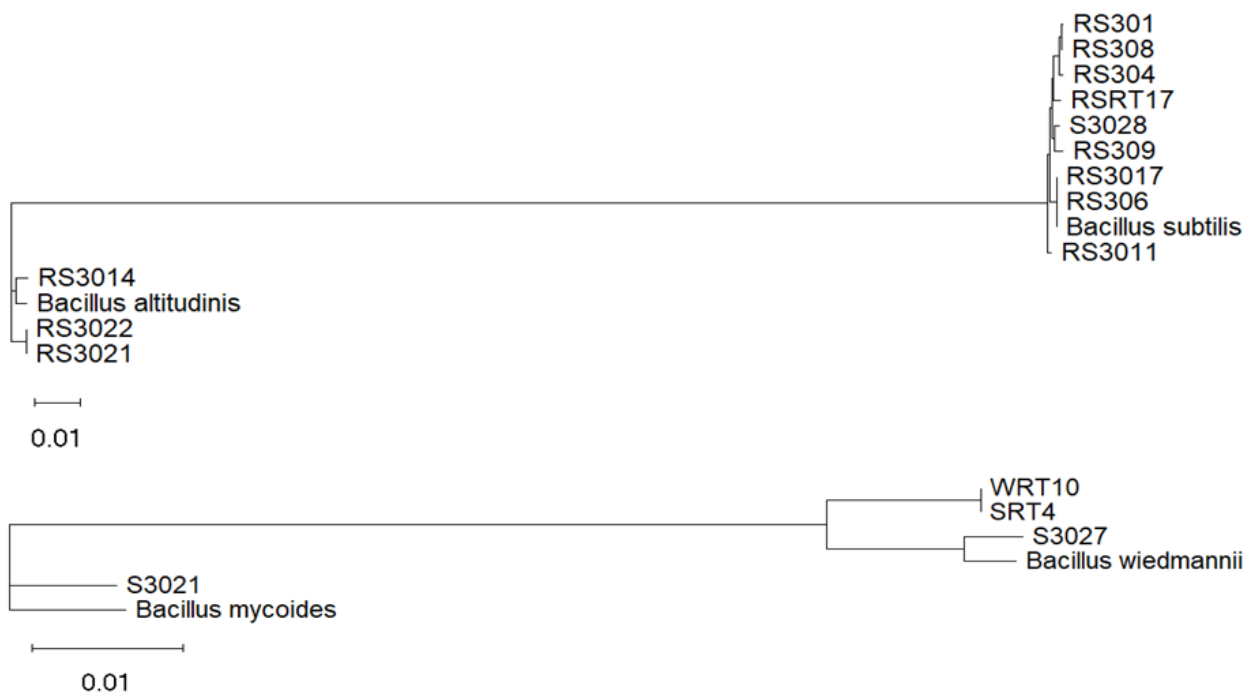 RS301
RS308
RS304
RSRT17
S3028
RS309
RS3017
RS306
Bacillus subtilis
RS3011
RS3014
Bacillus altitudinis
RS3022
RS3021
0.01
WRT10
SRT4
S3027
Bacillus wiedmannii
S3021
Bacillus mycoides
0.01